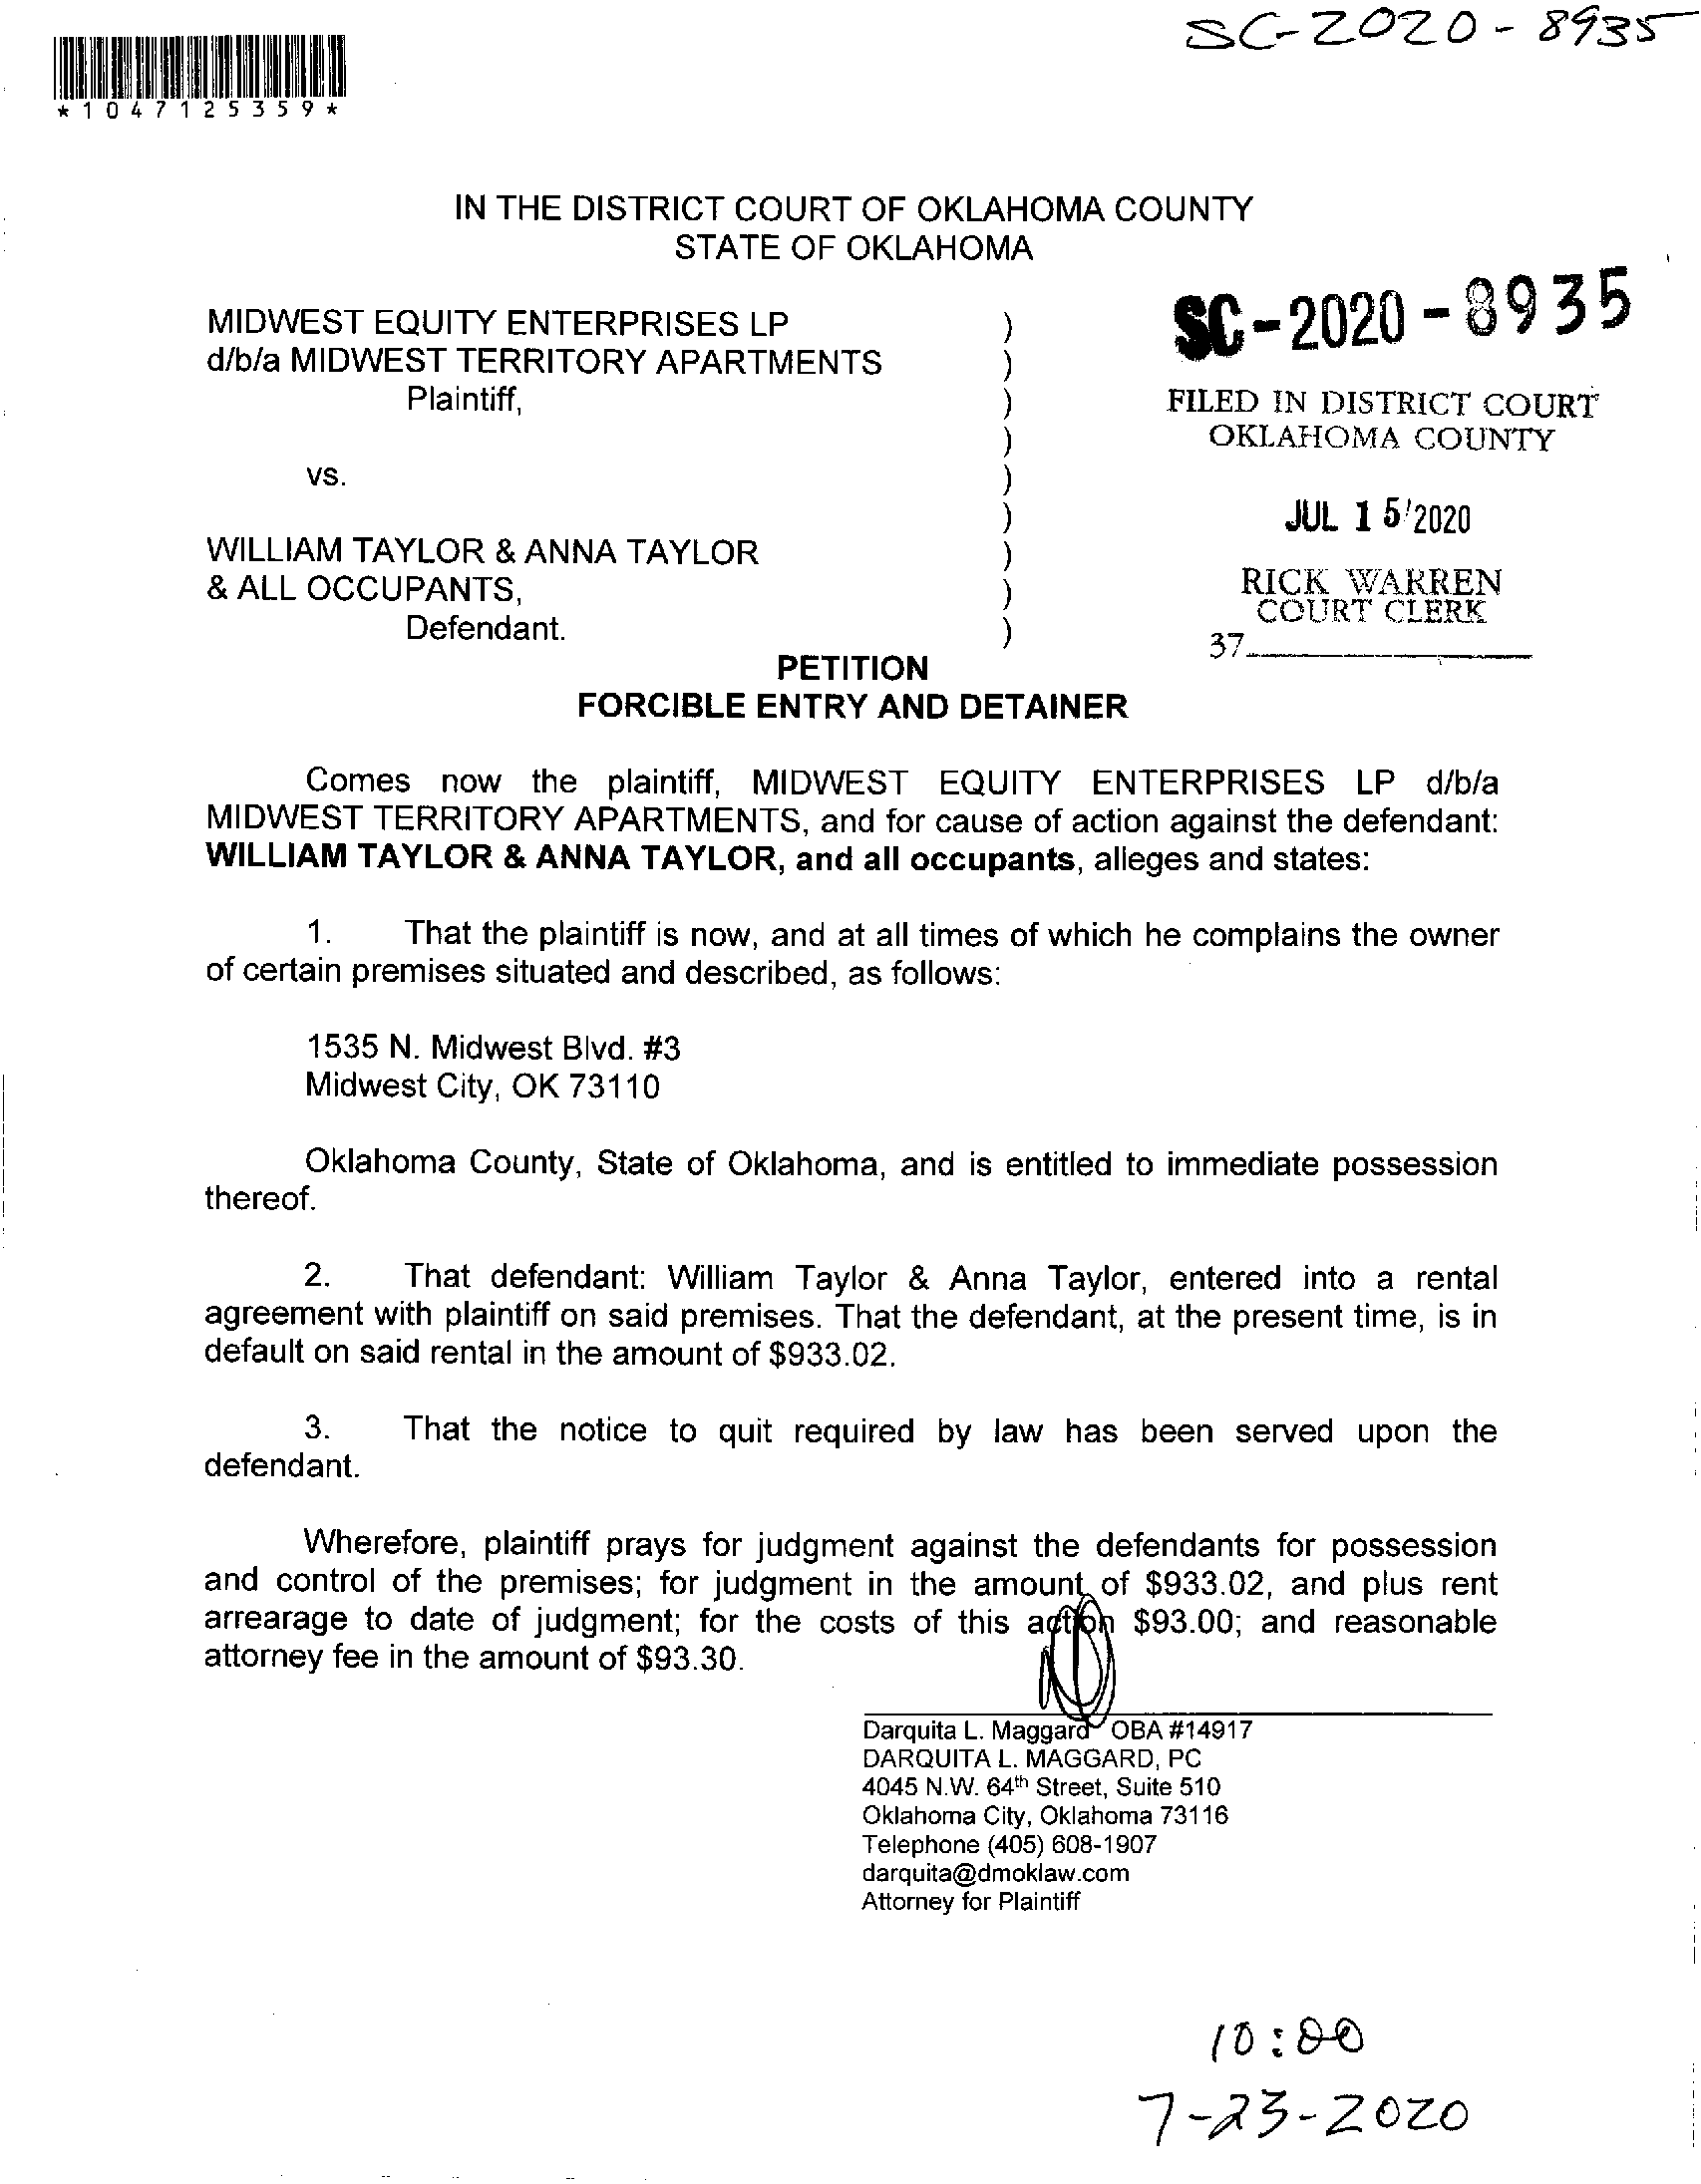 SC-2020-8935
*1047125359*
IN THE DISTRICT COURT OF OKLAHOMA COUNTY
STATE OF OKLAHOMA
MIDWEST EQUITY ENTERPRISES LP )
d/b/a MIDWEST TERRITORY APARTMENTS )
Plaintiff, )
)
vs. )
)
WILLIAM TAYLOR & ANNA TAYLOR )
& ALL OCCUPANTS, )
Defendant. )
SC-2020-8935
FILED IN DISTRICT COURT
OKLAHOMA COUNTY
JUL 15 2020
RICK WARREN
COURT CLERK
37
PETITION
FORCIBLE ENTRY AND DETAINER
Comes now the plaintiff, MIDWEST EQUITY ENTERPRISES LP d/b/a
MIDWEST TERRITORY APARTMENTS, and for cause of action against the defendant:
WILLIAM TAYLOR & ANNA TAYLOR, and all occupants, alleges and states:
1. That the plaintiff is now, and at all times of which he complains the owner
of certain premises situated and described, as follows:
1535 N. Midwest Blvd. #3
Midwest City, OK 73110
Oklahoma County, State of Oklahoma, and is entitled to immediate possession
thereof.
2. That defendant: William Taylor & Anna Taylor, entered into a rental
agreement with plaintiff on said premises. That the defendant, at the present time, is in
default on said rental in the amount of $933.02.
3. That the notice to quit required by law has been served upon the
defendant.
Wherefore, plaintiff prays for judgment against the defendants for possession
and control of the premises; for judgment in the amount of $933.02, and plus rent
arrearage to date of judgment; for the costs of this action $93.00; and reasonable
attorney fee in the amount of $93.30.
Darquita L. Maggard OBA #14917
DARQUITA L. MAGGARD, PC
4045 N.W. 64th Street, Suite 510
Oklahoma City, Oklahoma 73116
Telephone (405) 608-1907
darquita@dmoklaw.com
Attorney for Plaintiff
10:00
7-23-2020